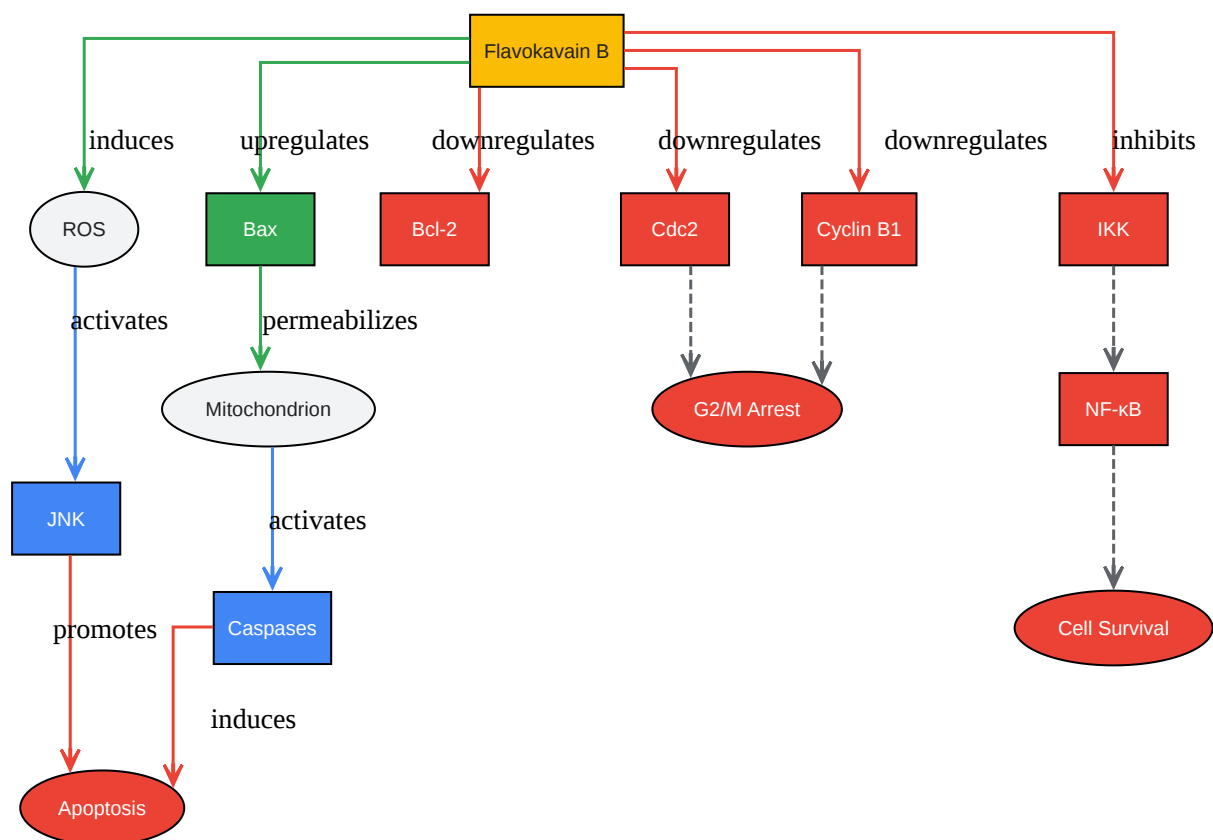 Flavokavain B
induces
upregulates
downregulates
downregulates
downregulates
inhibits
ROS
Bax
Bcl-2
Cdc2
Cyclin B1
IKK
activates
permeabilizes
Mitochondrion
G2/M Arrest
NF-κB
JNK
activates
promotes
Caspases
Cell Survival
induces
Apoptosis